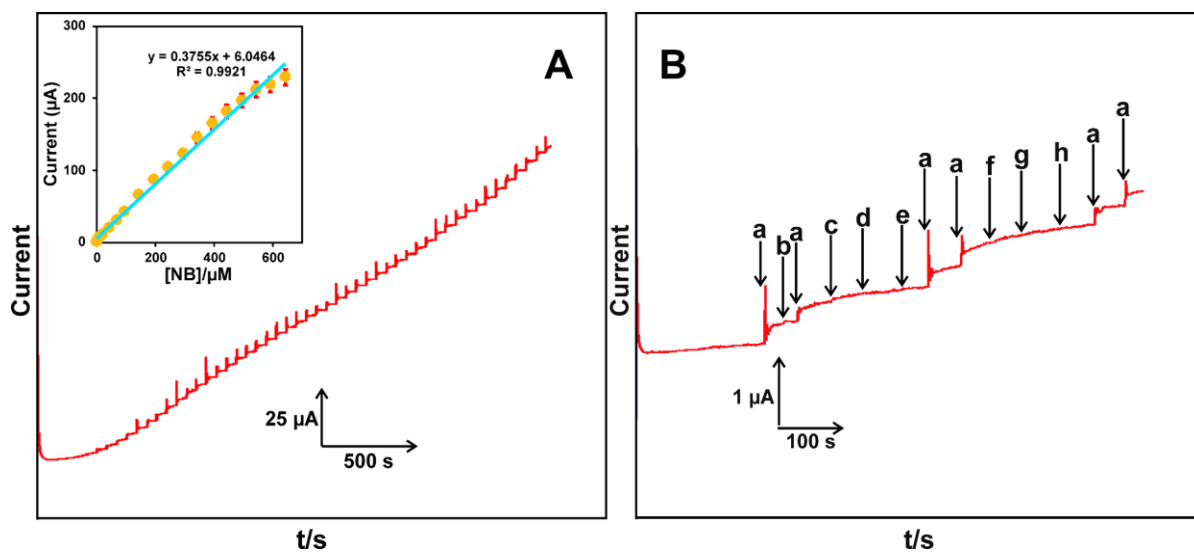 A
300
200
100
0
Current (µA)
y = 0.3755x + 6.0464
R² = 0.9921
0 200 400 600
[NB]/µM
Current
25 µA
500 s
t/s
B
a b a c d e a a f g h a a
Current
1 µA
100 s
t/s